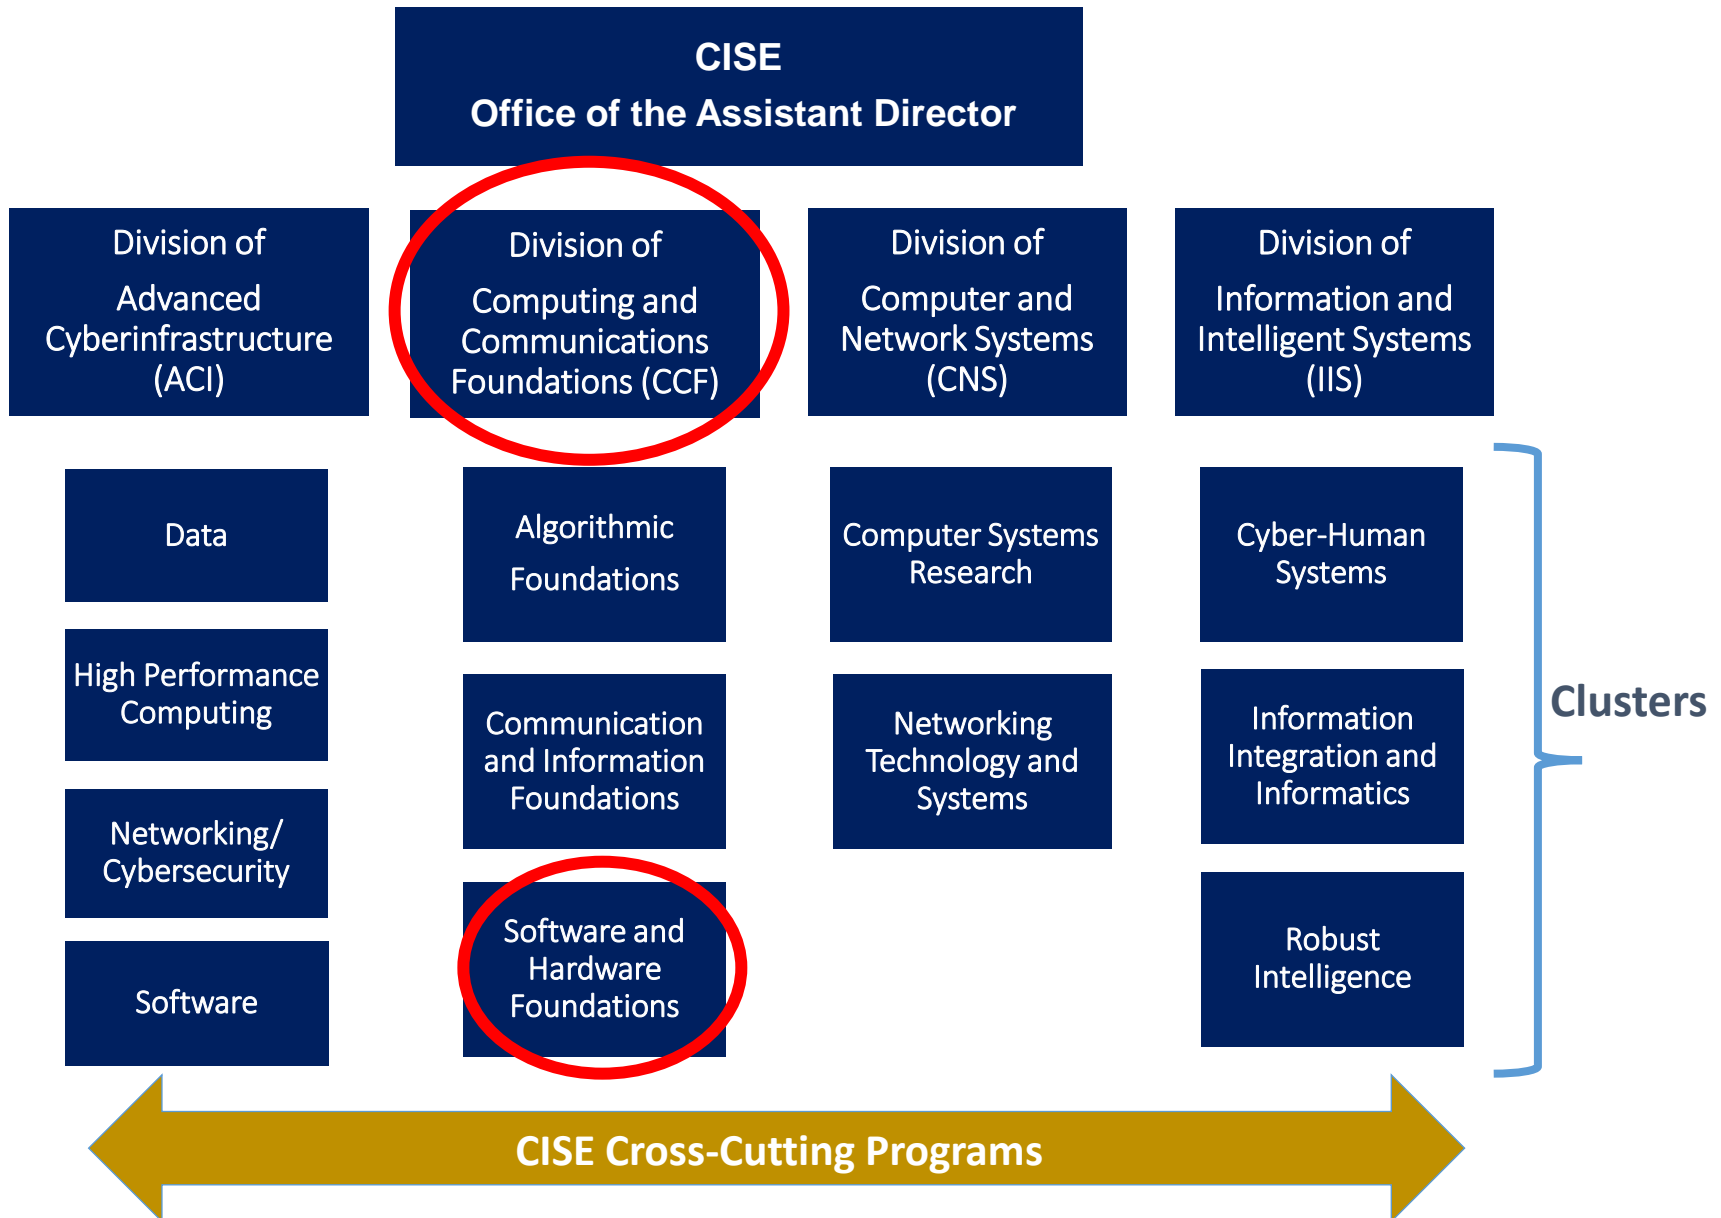 CISE
Office of the Assistant Director
Division of
Advanced
Cyberinfrastructure
(ACI)
Division of
Computing and
Communications
Foundations (CCF)
Division of
Computer and
Network Systems
(CNS)
Division of
Information and
Intelligent Systems
(IIS)
Data
High Performance
Computing
Networking/
Cybersecurity
Software
Algorithmic
Foundations
Communication
and Information
Foundations
Software and
Hardware
Foundations
Computer Systems
Research
Networking
Technology and
Systems
Cyber-Human
Systems
Information
Integration and
Informatics
Robust
Intelligence
Clusters
CISE Cross-Cutting Programs